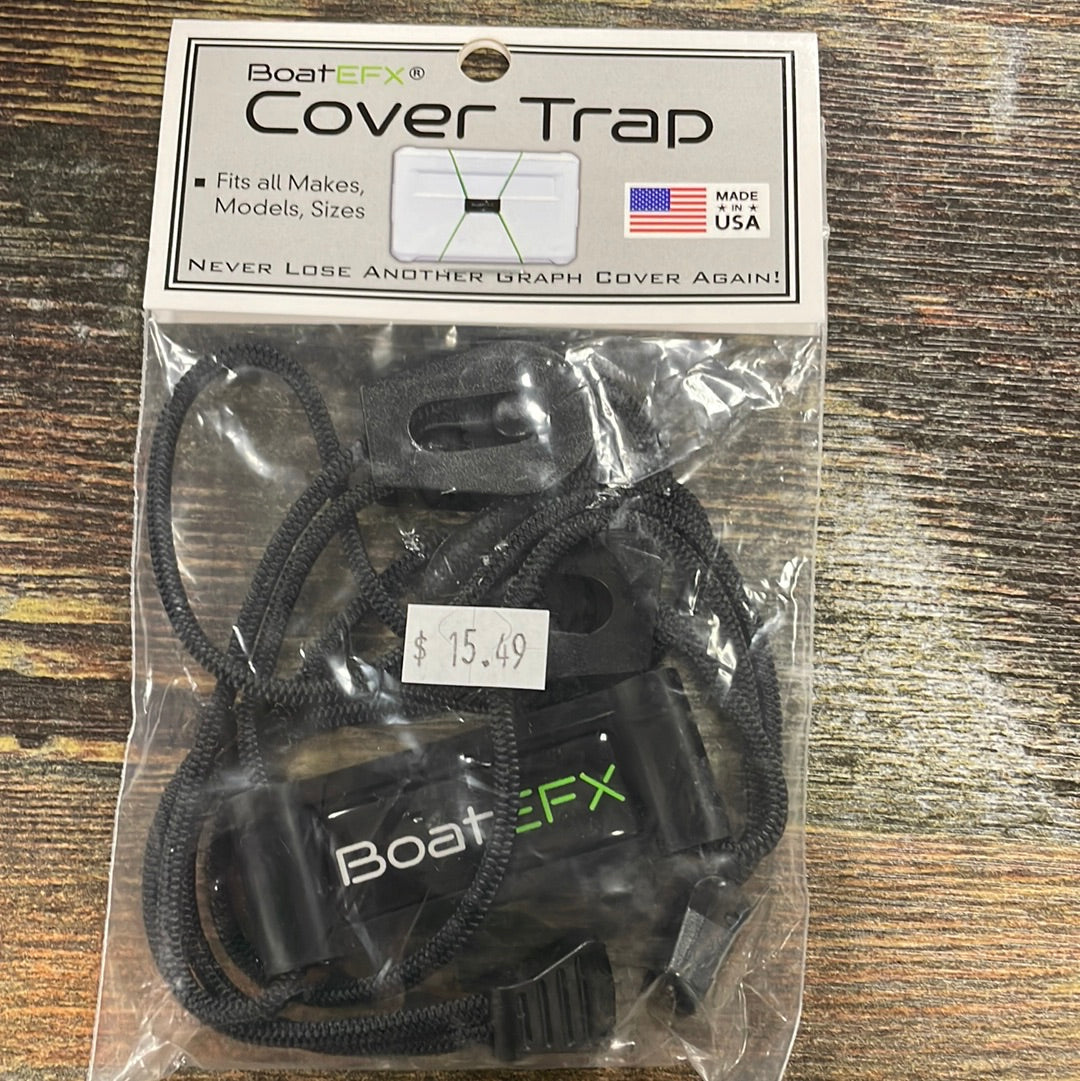 BoatEFX®
Cover Trap
▪ Fits all Makes,
Models, Sizes
MADE
IN
USA
Never Lose Another Graph Cover Again!
$ 15.49
BoatEFX